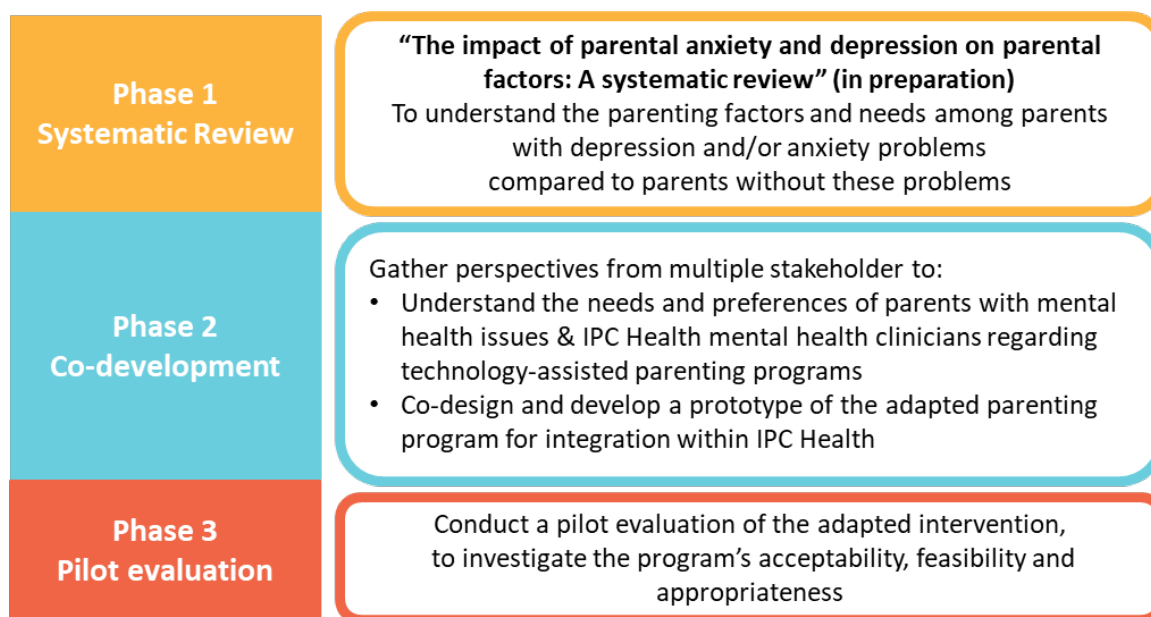 Phase 1
Systematic Review
“The impact of parental anxiety and depression on parental
factors: A systematic review” (in preparation)
To understand the parenting factors and needs among parents
with depression and/or anxiety problems
compared to parents without these problems
Phase 2
Co-development
Gather perspectives from multiple stakeholder to:
• Understand the needs and preferences of parents with mental
health issues & IPC Health mental health clinicians regarding
technology-assisted parenting programs
• Co-design and develop a prototype of the adapted parenting
program for integration within IPC Health
Phase 3
Pilot evaluation
Conduct a pilot evaluation of the adapted intervention,
to investigate the program’s acceptability, feasibility and
appropriateness